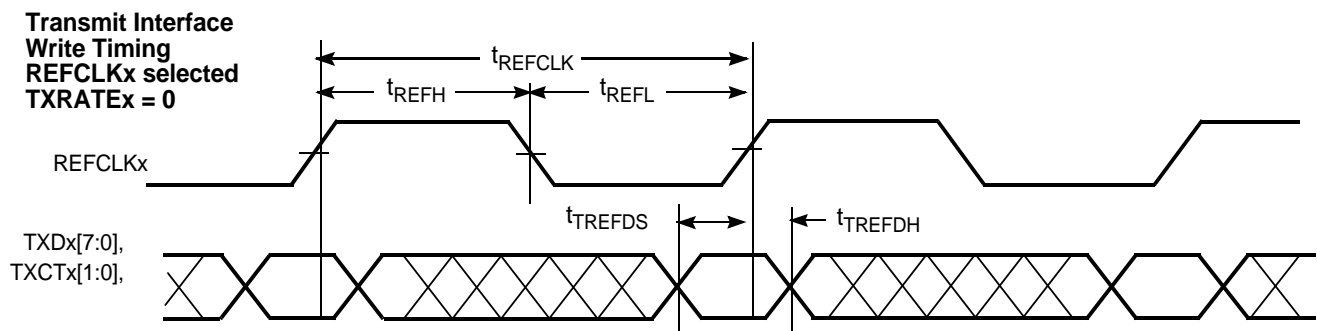 Transmit Interface
Write Timing
REFCLKx selected
TXRATEx = 0
tREFCLK
tREFH
tREFL
REFCLKx
tTREFDS
tTREFDH
TXDx[7:0],
TXCTx[1:0],